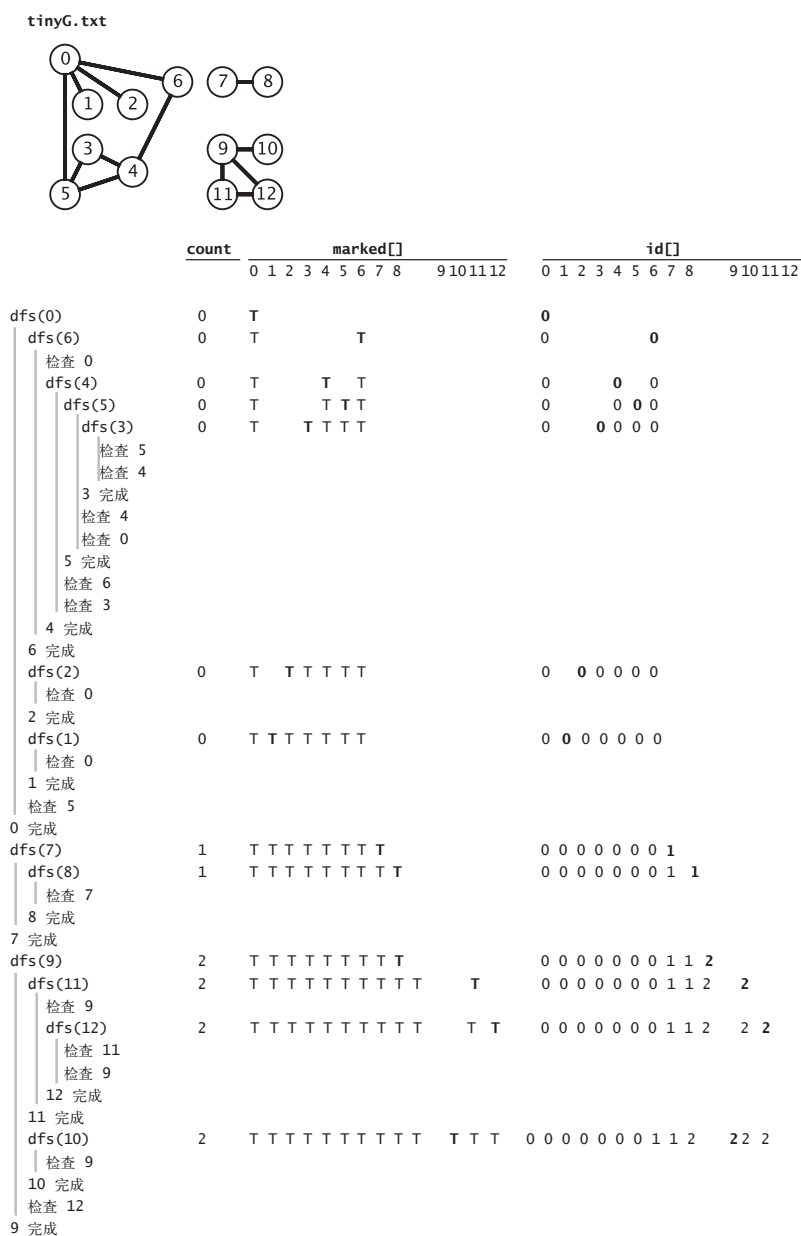 tinyG.txt
0
6 7 8
1 2
3 9 10
4
5 11 12
count marked[] id[]
0 1 2 3 4 5 6 7 8 9 10 11 12 0 1 2 3 4 5 6 7 8 9 10 11 12
dfs(0) 0 T 0
dfs(6) 0 T T 0 0
检查 0
dfs(4) 0 T T T 0 0 0
dfs(5) 0 T T T T 0 0 0 0
dfs(3) 0 T T T T T 0 0 0 0 0
检查 5
检查 4
3 完成
检查 4
检查 0
5 完成
检查 6
检查 3
4 完成
6 完成
dfs(2) 0 T T T T T T 0 0 0 0 0 0
检查 0
2 完成
dfs(1) 0 T T T T T T T 0 0 0 0 0 0 0
检查 0
1 完成
检查 5
0 完成
dfs(7) 1 T T T T T T T T 0 0 0 0 0 0 0 1
dfs(8) 1 T T T T T T T T T 0 0 0 0 0 0 0 1 1
检查 7
8 完成
7 完成
dfs(9) 2 T T T T T T T T T 0 0 0 0 0 0 0 1 1 2
dfs(11) 2 T T T T T T T T T T T 0 0 0 0 0 0 0 1 1 2 2
检查 9
dfs(12) 2 T T T T T T T T T T T T 0 0 0 0 0 0 0 1 1 2 2 2
检查 11
检查 9
12 完成
11 完成
dfs(10) 2 T T T T T T T T T T T T T 0 0 0 0 0 0 0 1 1 2 2 2 2
检查 9
10 完成
检查 12
9 完成